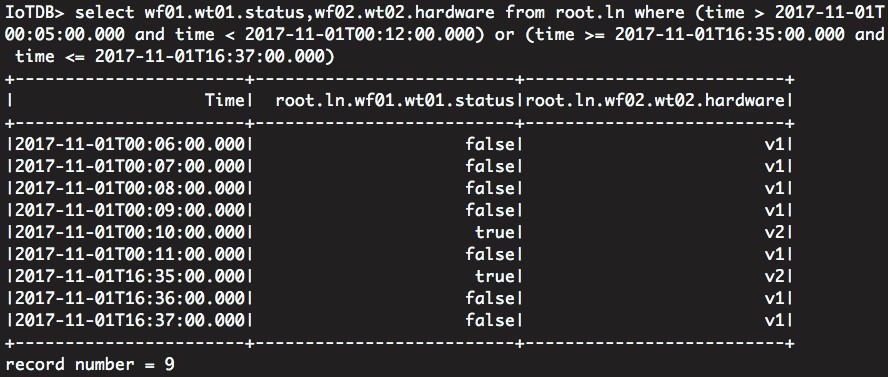 IoTDB> select wf01.wt01.status,wf02.wt02.hardware from root.ln where (time > 2017-11-01T
00:05:00.000 and time < 2017-11-01T00:12:00.000) or (time >= 2017-11-01T16:35:00.000 and
 time <= 2017-11-01T16:37:00.000)
+-----------------------+-------------------------+--------------------------+
|                   Time|  root.ln.wf01.wt01.status|root.ln.wf02.wt02.hardware|
+-----------------------+-------------------------+--------------------------+
|2017-11-01T00:06:00.000|                     false|                        v1|
|2017-11-01T00:07:00.000|                     false|                        v1|
|2017-11-01T00:08:00.000|                     false|                        v1|
|2017-11-01T00:09:00.000|                     false|                        v1|
|2017-11-01T00:10:00.000|                      true|                        v2|
|2017-11-01T00:11:00.000|                     false|                        v1|
|2017-11-01T16:35:00.000|                      true|                        v2|
|2017-11-01T16:36:00.000|                     false|                        v1|
|2017-11-01T16:37:00.000|                     false|                        v1|
+-----------------------+-------------------------+--------------------------+
record number = 9